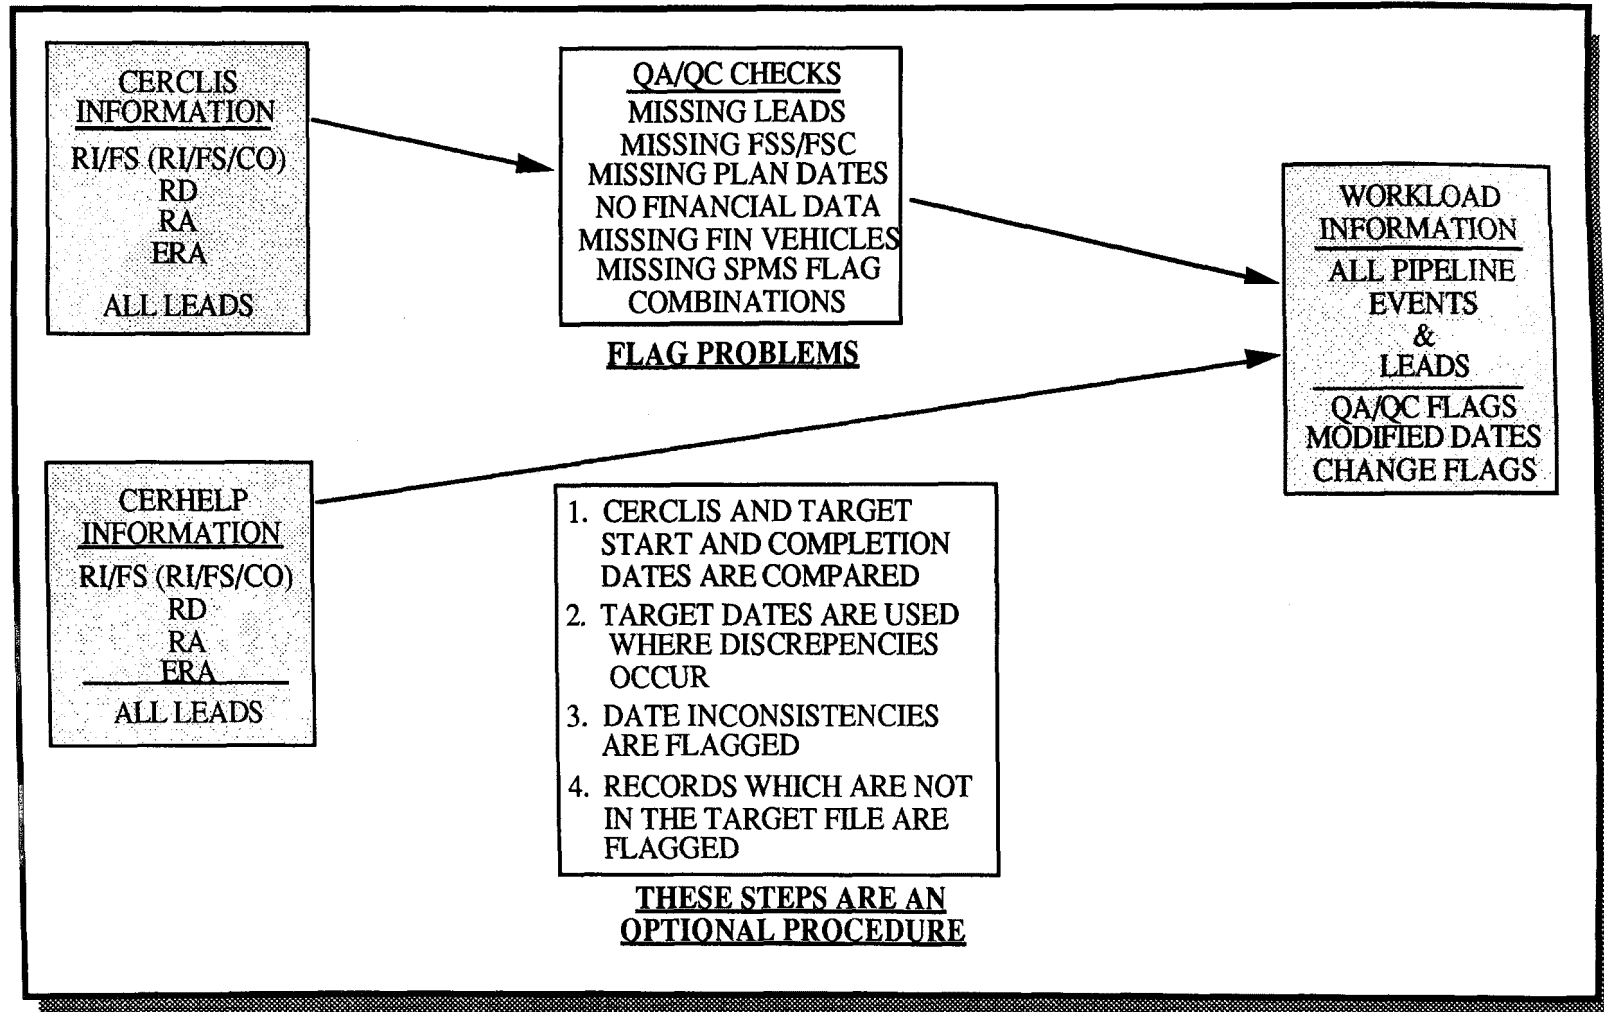 CERCLIS
INFORMATION
RI/FS (RI/FS/CO)
RD
RA
ERA
ALL LEADS
QA/QC CHECKS
MISSING LEADS
MISSING FSS/FSC
MISSING PLAN DATES
NO FINANCIAL DATA
MISSING FIN VEHICLES
MISSING SPMS FLAG
COMBINATIONS
FLAG PROBLEMS
WORKLOAD
INFORMATION
ALL PIPELINE
EVENTS
&
LEADS
QA/QC FLAGS
MODIFIED DATES
CHANGE FLAGS
CERHELP
INFORMATION
RI/FS (RI/FS/CO)
RD
RA
ERA
ALL LEADS
1. CERCLIS AND TARGET
START AND COMPLETION
DATES ARE COMPARED
2. TARGET DATES ARE USED
WHERE DISCREPENCIES
OCCUR
3. DATE INCONSISTENCIES
ARE FLAGGED
4. RECORDS WHICH ARE NOT
IN THE TARGET FILE ARE
FLAGGED
THESE STEPS ARE AN
OPTIONAL PROCEDURE